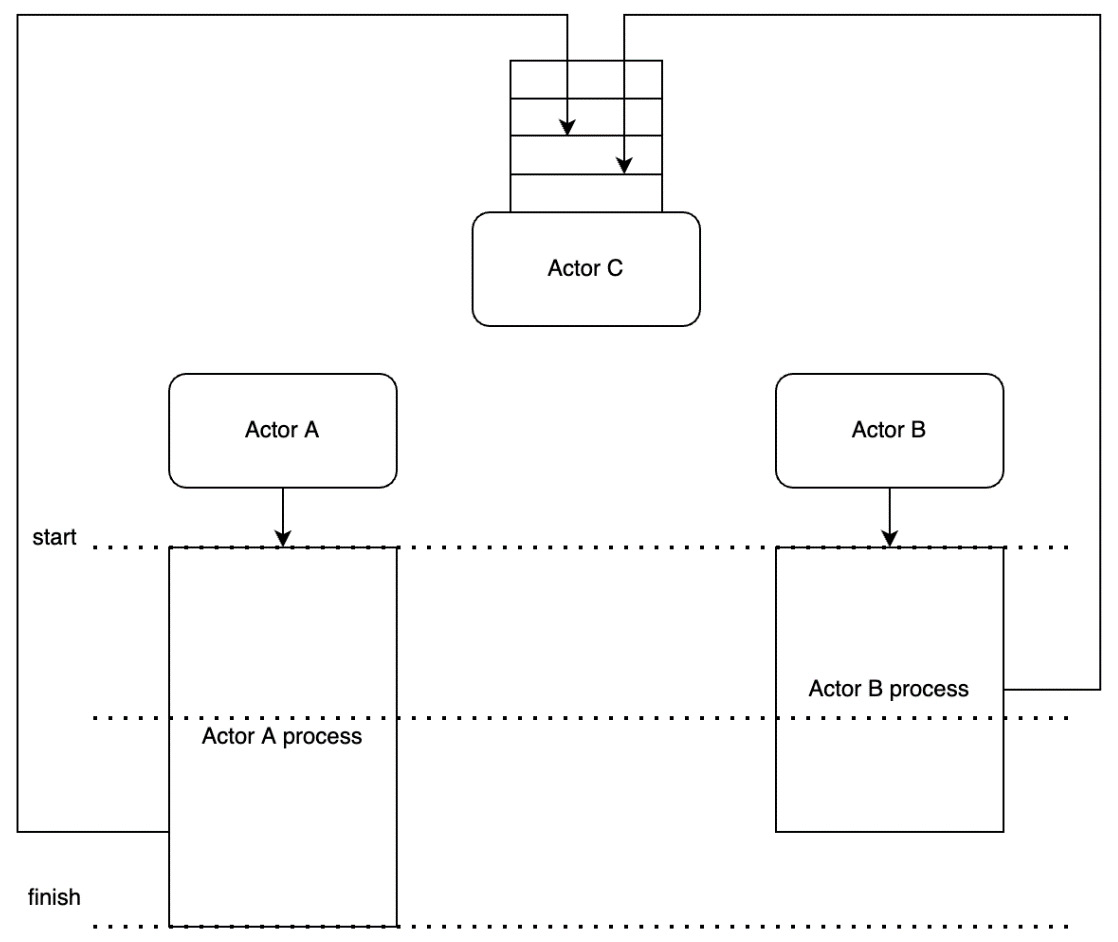 Actor C
Actor A
Actor B
start
Actor B process
Actor A process
finish